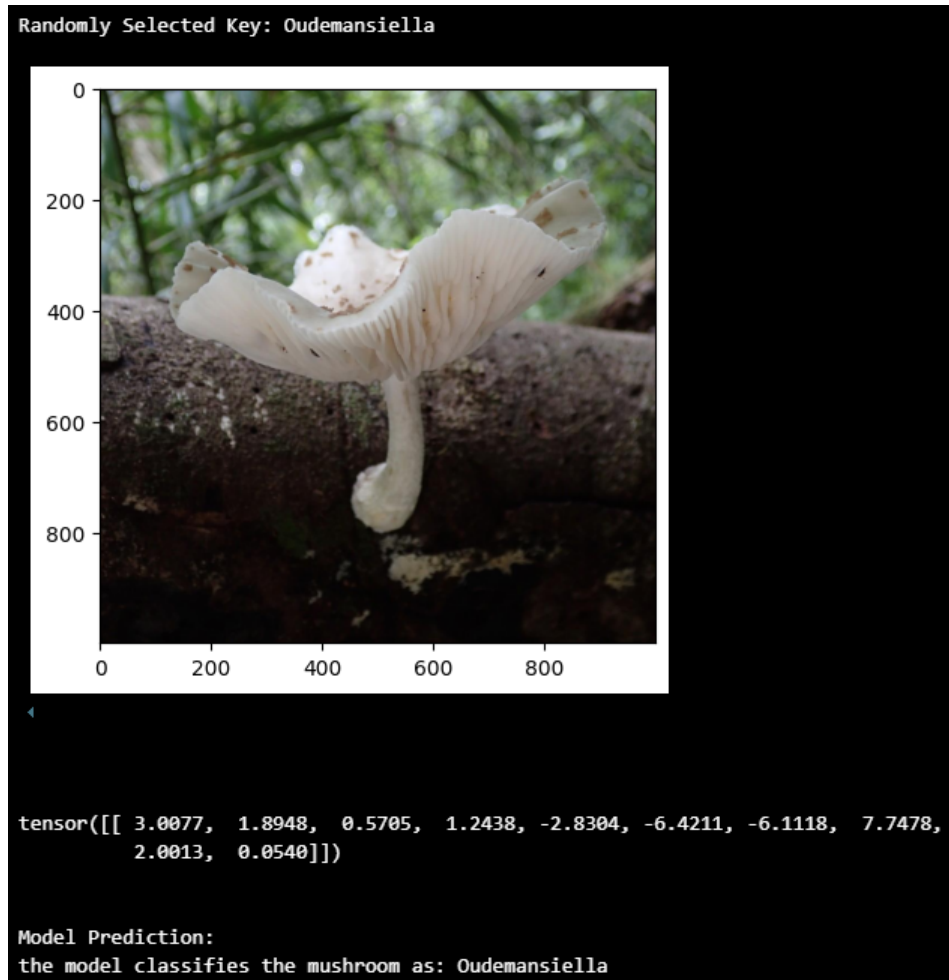 Randomly Selected Key: Oudemansiella
0
200
400
600
800
0 200 400 600 800
tensor([[ 3.0077, 1.8948, 0.5705, 1.2438, -2.8304, -6.4211, -6.1118, 7.7478,
2.0013, 0.0540]])
Model Prediction:
the model classifies the mushroom as: Oudemansiella